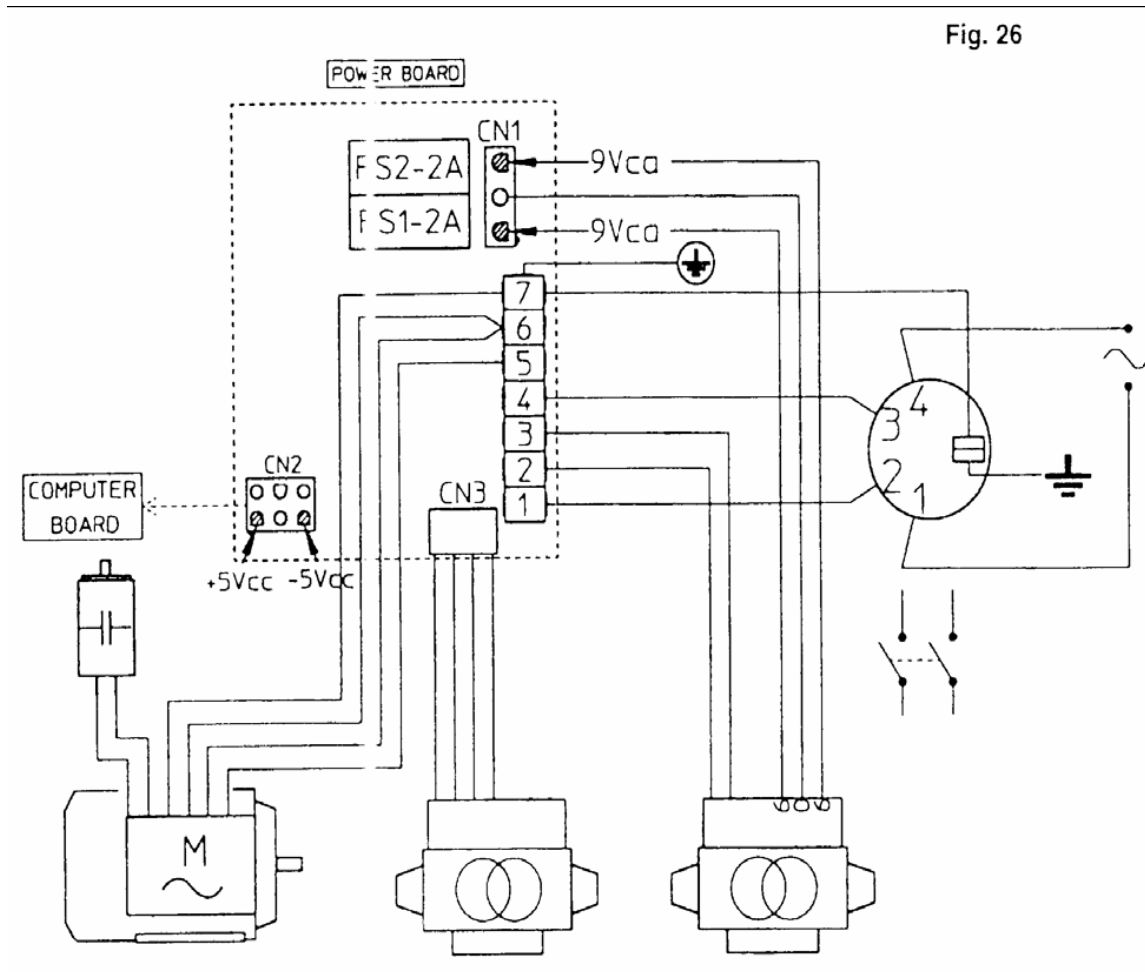 Fig. 26
POWER BOARD
CN1
FS2-2A
9Vca
FS1-2A
9Vca
7
6
5
4
3
2
1
4
3
2
1
CN2
CN3
COMPUTER
BOARD
+5Vcc -5Vcc
M